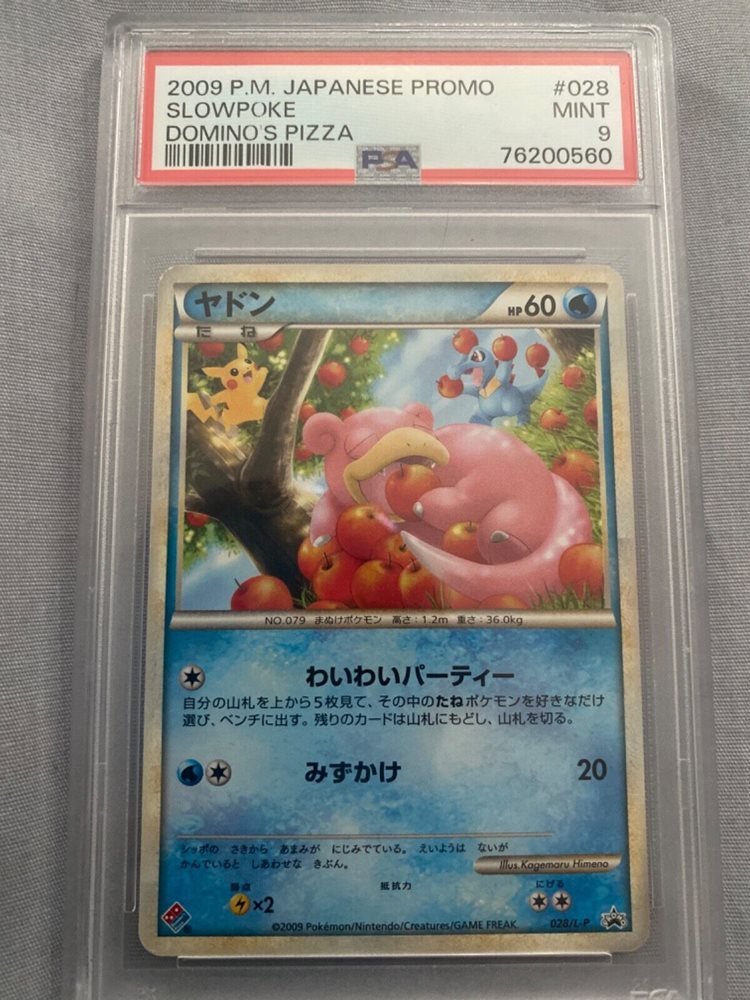 2009 P.M. JAPANESE PROMO #028
SLOWPOKE MINT
DOMINO'S PIZZA 9
PSA 76200560
ヤドン HP60
たね
NO.079 まぬけポケモン 高さ:1.2m 重さ:36.0kg
わいわいパーティー
自分の山札を上から5枚見て、その中のたねポケモンを好きなだけ
選び、ベンチに出す。残りのカードは山札にもどし、山札を切る。
みずかけ 20
シッポの さきから あまみが にじみでている。 えいようは ないが
かんでいると しあわせな きぶん。
Illus. Kagemaru Himeno
弱点 抵抗力 にげる
×2
©2009 Pokémon/Nintendo/Creatures/GAME FREAK. 028/L-P